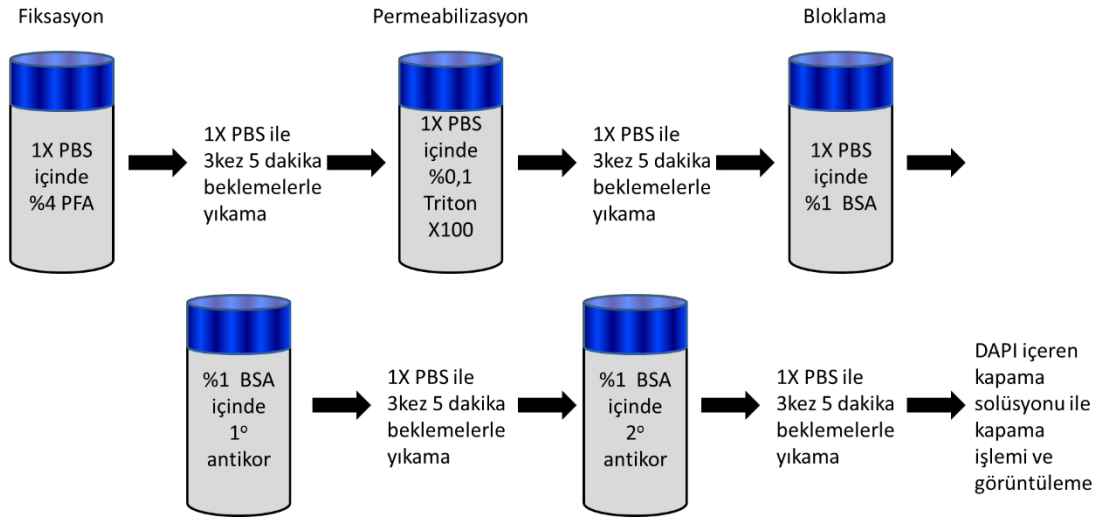 Fiksasyon
Permeabilizasyon
Bloklama
1X PBS
içinde
%4 PFA
1X PBS ile
3kez 5 dakika
beklemelerle
yıkama
1X PBS
içinde
%0,1
Triton
X100
1X PBS ile
3kez 5 dakika
beklemelerle
yıkama
1X PBS
içinde
%1 BSA
%1 BSA
içinde
1º
antikor
1X PBS ile
3kez 5 dakika
beklemelerle
yıkama
%1 BSA
içinde
2º
antikor
1X PBS ile
3kez 5 dakika
beklemelerle
yıkama
DAPI içeren
kapama
solüsyonu ile
kapama
işlemi ve
görüntüleme